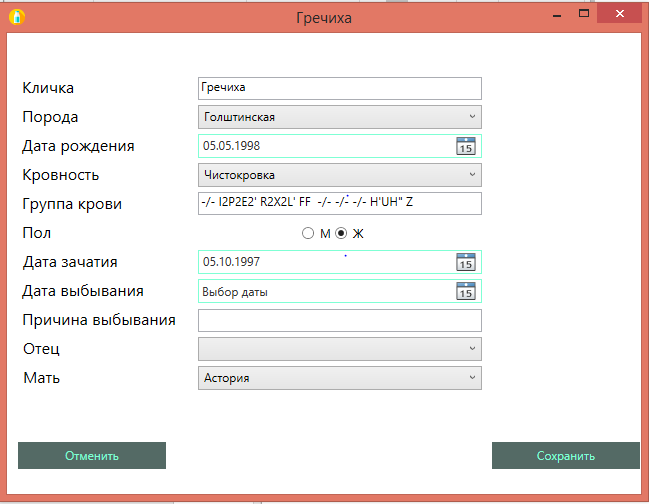 Гречиха
Кличка Гречиха
Порода Голштинская
Дата рождения 05.05.1998 15
Кровность Чистокровка
Группа крови -/- I2P2E2' R2X2L' FF -/- -/- -/- H'UH" Z
Пол М Ж
Дата зачатия 05.10.1997 15
Дата выбывания Выбор даты 15
Причина выбывания
Отец
Мать Астория
Отменить Сохранить